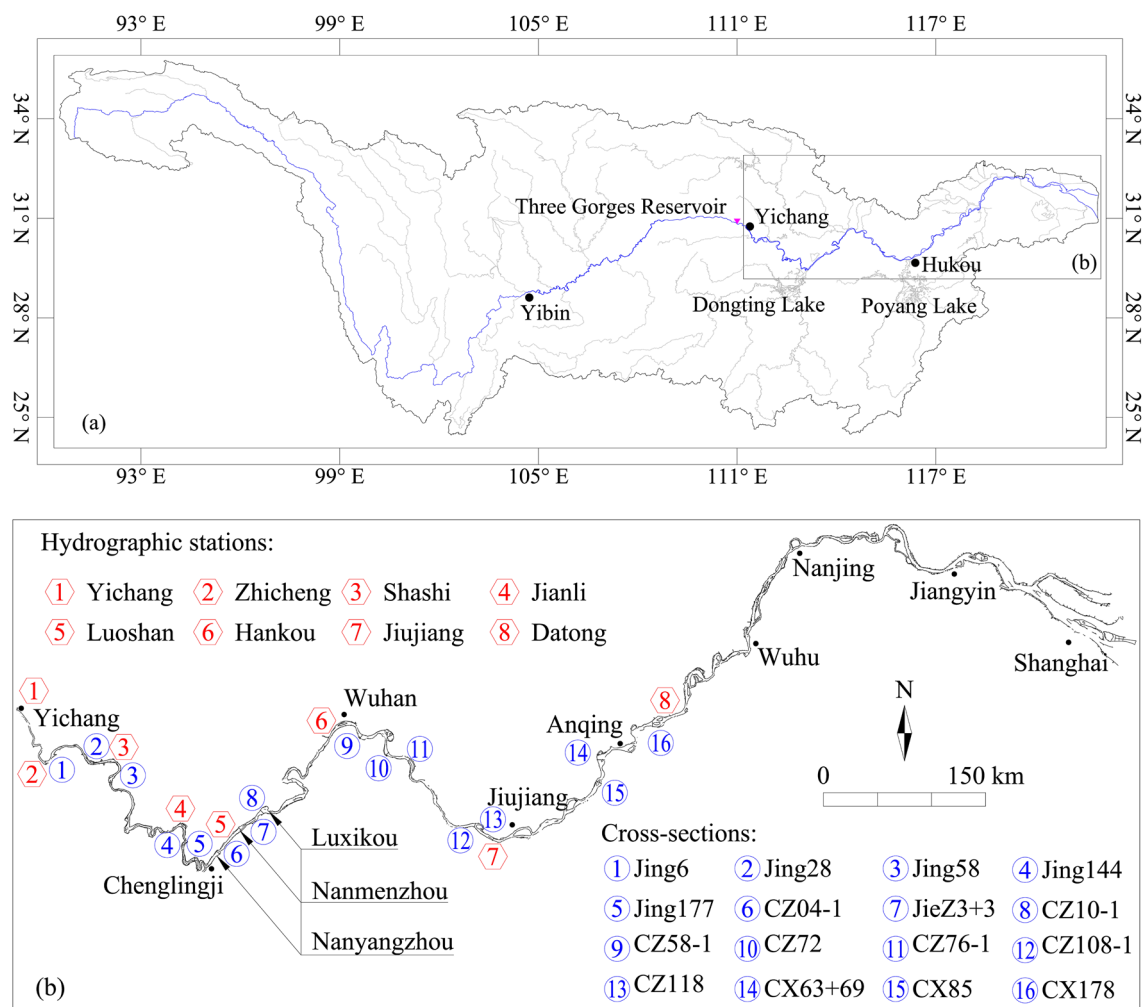 93° E 99° E 105° E 111° E 117° E
34° N 34° N
31° N 31° N
28° N 28° N
25° N 25° N
Three Gorges Reservoir
Yichang
Hukou
(b)
Yibin
Dongting Lake
Poyang Lake
(a)
93° E 99° E 105° E 111° E 117° E
Hydrographic stations:
1 Yichang 2 Zhicheng 3 Shashi 4 Jianli
5 Luoshan 6 Hankou 7 Jiujiang 8 Datong
Nanjing
Jiangyin
Shanghai
Wuhu
1
Yichang
2
1
2
3
3
4
4
5
Chenglingji
5
6
7
8
Luxikou
Nanmenzhou
Nanyangzhou
6
Wuhan
9
10
11
12
13
Jiujiang
7
14
Anqing
15
16
8
N
0 150 km
Cross-sections:
1 Jing6 2 Jing28 3 Jing58 4 Jing144
5 Jing177 6 CZ04-1 7 JieZ3+3 8 CZ10-1
9 CZ58-1 10 CZ72 11 CZ76-1 12 CZ108-1
13 CZ118 14 CX63+69 15 CX85 16 CX178
(b)